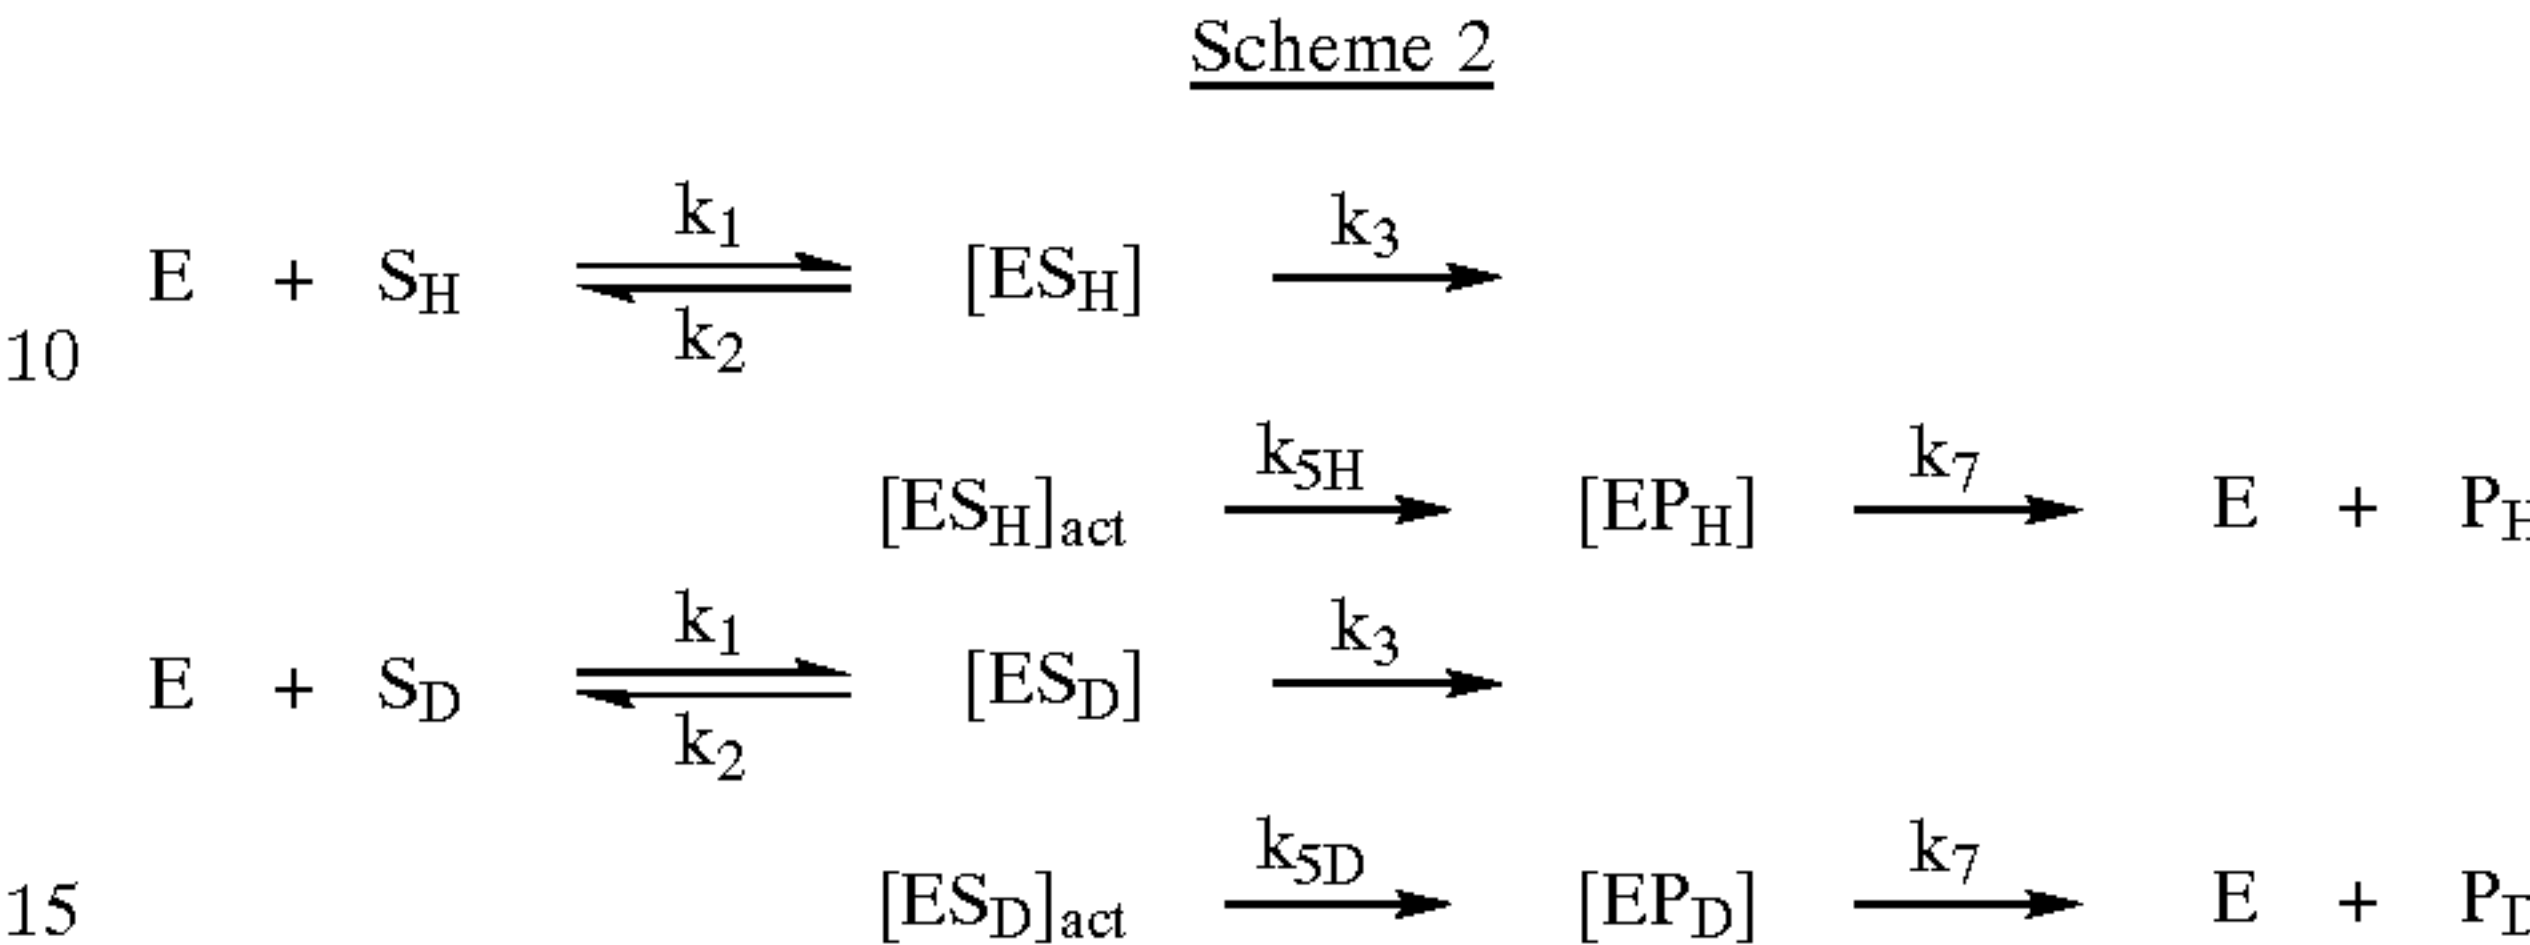 Scheme 2
k1 k3
E + SH ⇌ [ESH] ⟶
10 k2
k5H k7
[ESH]act ⟶ [EPH] ⟶ E + PH
k1 k3
E + SD ⇌ [ESD] ⟶
k2
k5D k7
15 [ESD]act ⟶ [EPD] ⟶ E + PD